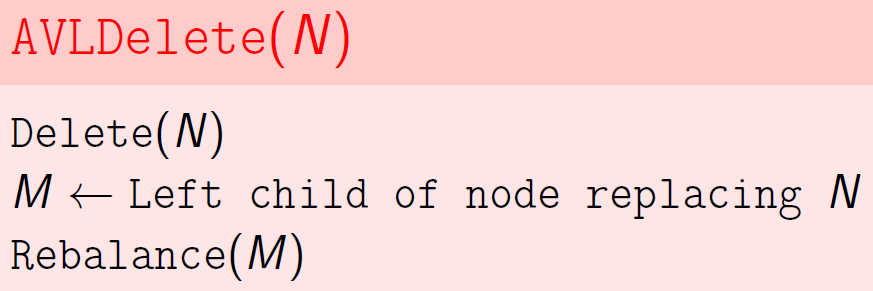 AVLDelete(N)
Delete(N)
M ← Left child of node replacing N
Rebalance(M)